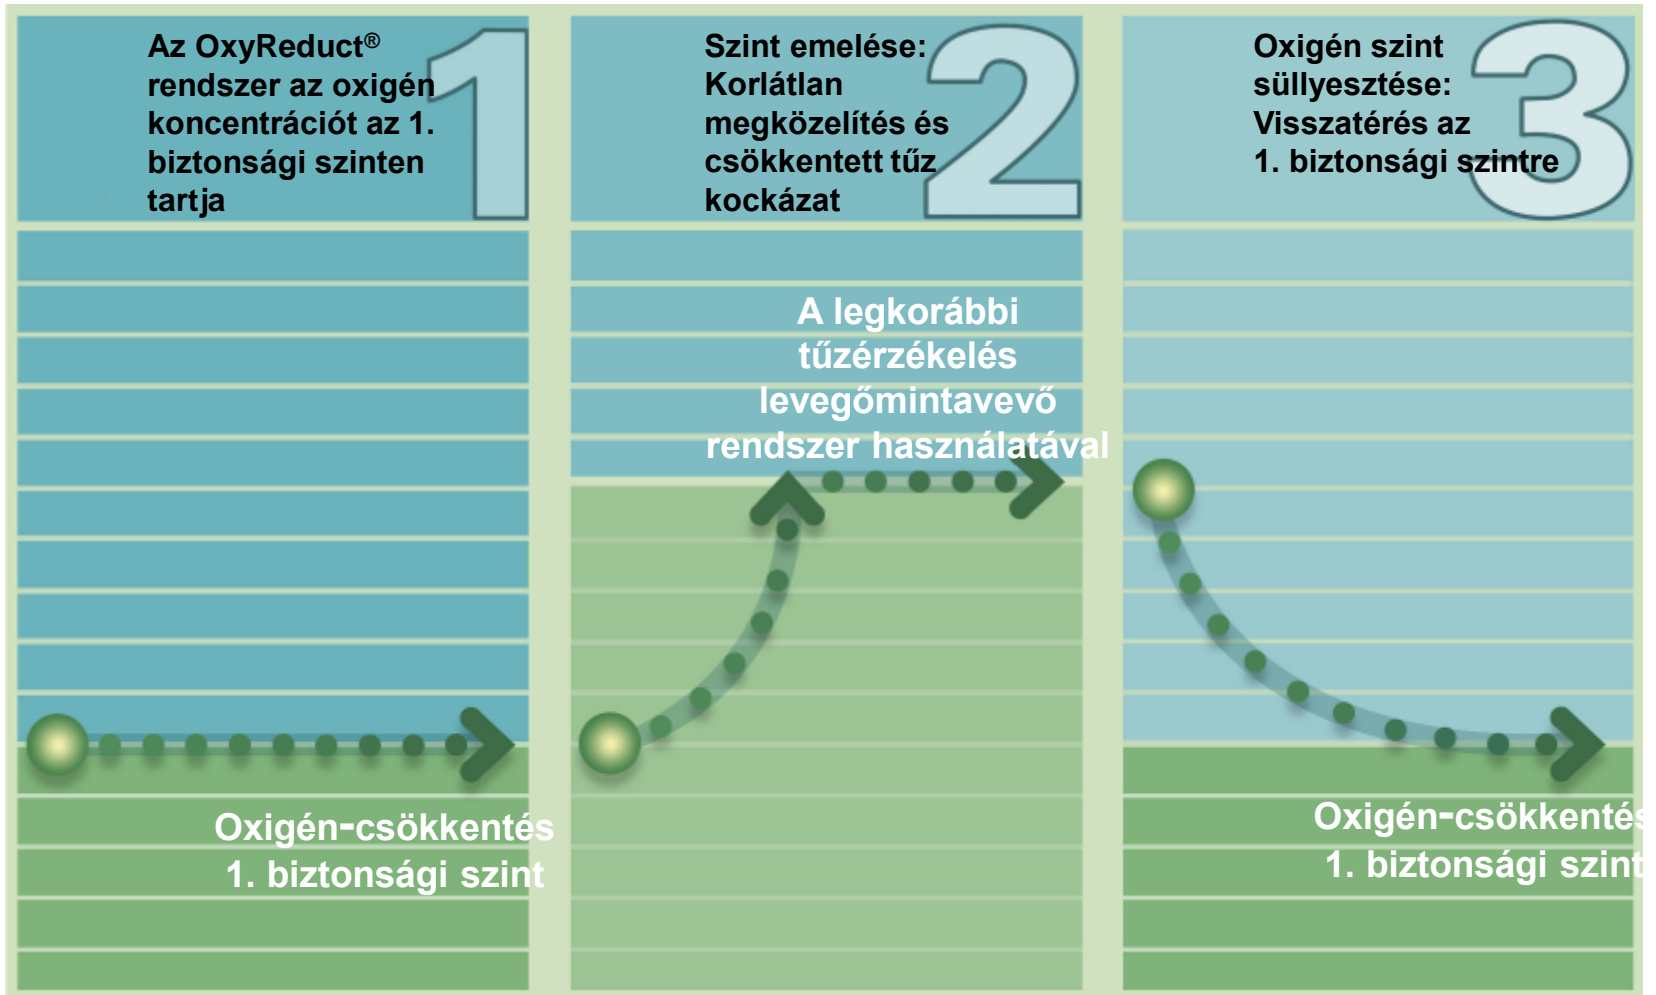 Az OxyReduct®
rendszer az oxigén
koncentrációt az 1.
biztonsági szinten
tartja
1
Szint emelése:
Korlátlan
megközelítés és
csökkentett tűz
kockázat
2
Oxigén szint
süllyesztése:
Visszatérés az
1. biztonsági szintre
3
A legkorábbi
tűzérzékelés
levegőmintavevő
rendszer használatával
Oxigén-csökkentés
1. biztonsági szint
Oxigén-csökkentés
1. biztonsági szint